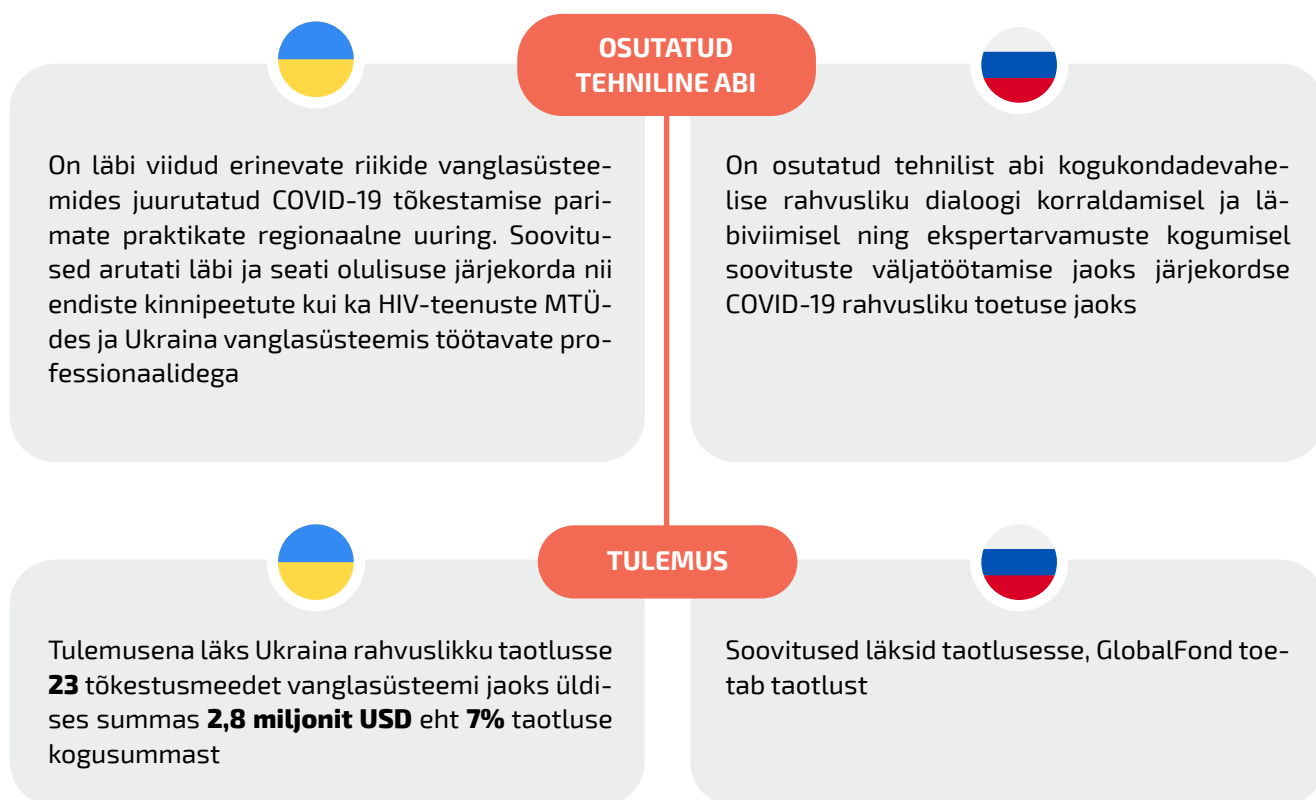 OSUTATUD
TEHNILINE ABI
On läbi viidud erinevate riikide vanglasüstee-
mides juurutatud COVID-19 tõkestamise pari-
mate praktikate regionaalne uuring. Soovitu-
sed arutati läbi ja seati olulisuse järjekorda nii
endiste kinnipeetute kui ka HIV-teenuste MTÜ-
des ja Ukraina vanglasüsteemis töötavate pro-
fessionaalidega
On osutatud tehnilist abi kogukondadevahe-
lise rahvusliku dialoogi korraldamisel ja lä-
biviimisel ning ekspertarvamuste kogumisel
soovituste väljatöötamise jaoks järjekordse
COVID-19 rahvusliku toetuse jaoks
TULEMUS
Tulemusena läks Ukraina rahvuslikku taotlusse
23 tõkestusmeedet vanglasüsteemi jaoks üldi-
ses summas 2,8 miljonit USD eht 7% taotluse
kogusummast
Soovitused läksid taotlusesse, GlobalFond toe-
tab taotlust